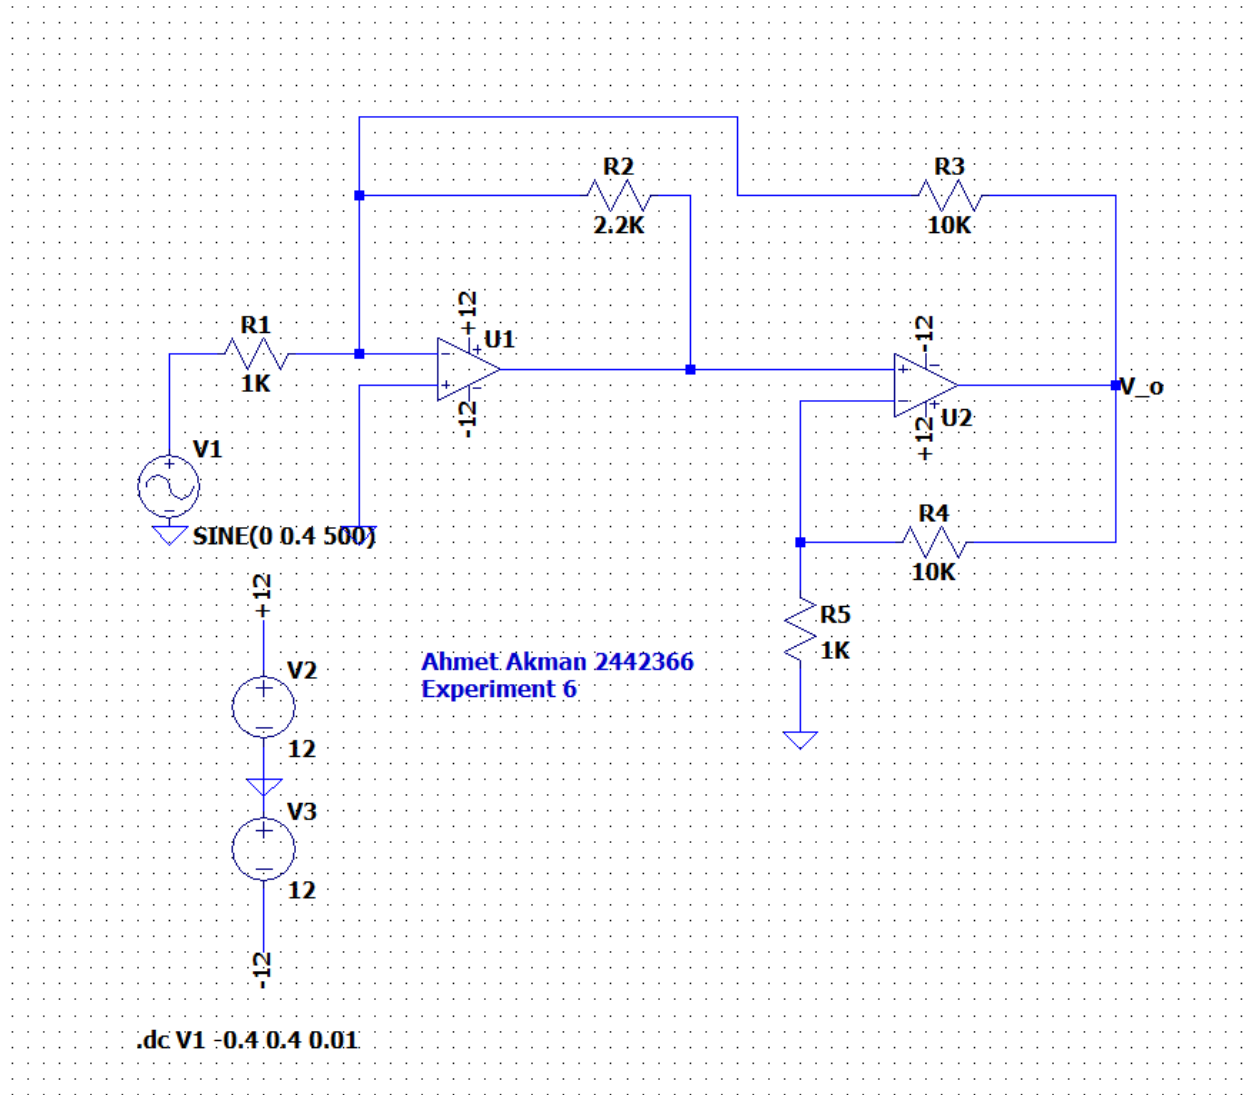 R2
2.2K
R3
10K
R1
1K
+12
U1
-12
-12
U2
+12
V_o
V1
SINE(0 0.4 500)
R4
10K
R5
1K
+12
V2
12
V3
12
-12
Ahmet Akman 2442366
Experiment 6
.dc V1 -0.4 0.4 0.01